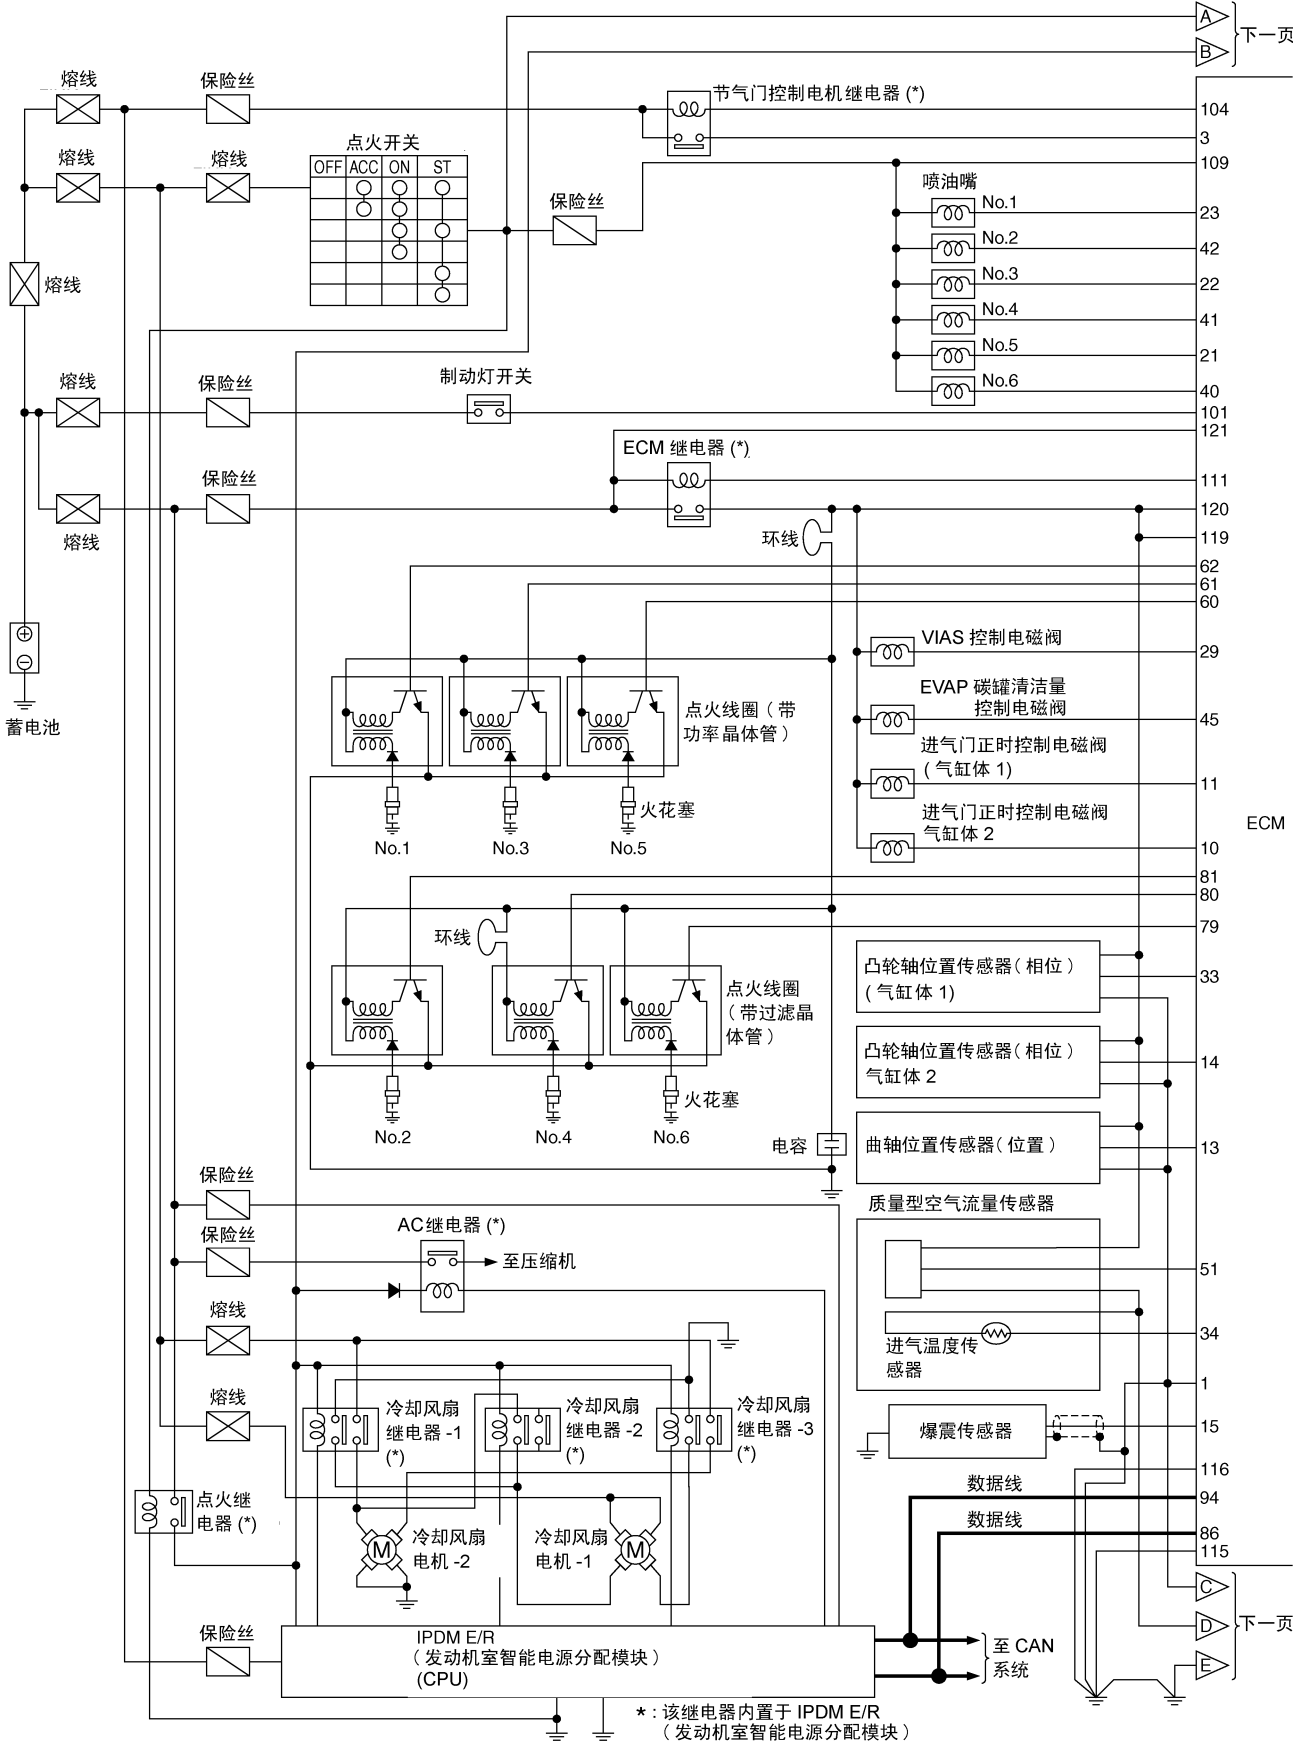 A
下一页
B
熔线
保险丝
节气门控制电机继电器 (*)
104
3
点火开关
109
熔线
熔线
OFF ACC ON ST
喷油嘴
保险丝
No.1
23
No.2
42
熔线
No.3
22
No.4
41
No.5
21
熔线
保险丝
制动灯开关
No.6
40
101
121
ECM 继电器 (*)
保险丝
111
120
熔线
环线
119
62
61
60
+
−
蓄电池
VIAS 控制电磁阀
29
EVAP 碳罐清洁量
控制电磁阀
45
点火线圈（带
功率晶体管）
进气门正时控制电磁阀
( 气缸体 1)
11
火花塞
No.1
No.3
No.5
进气门正时控制电磁阀
气缸体 2
10
ECM
81
80
79
环线
凸轮轴位置传感器（相位）
( 气缸体 1)
33
点火线圈
（带过滤晶
体管）
凸轮轴位置传感器（相位）
气缸体 2
14
火花塞
No.2
No.4
No.6
电容
曲轴位置传感器（位置）
13
保险丝
质量型空气流量传感器
保险丝
AC继电器 (*)
至压缩机
51
熔线
34
进气温度传
感器
1
熔线
冷却风扇
继电器 -1
(*)
冷却风扇
继电器 -2
(*)
冷却风扇
继电器 -3
(*)
爆震传感器
15
116
数据线
94
点火继
电器 (*)
数据线
86
115
M
冷却风扇
电机 -2
冷却风扇
电机 -1
M
C
下一页
D
E
保险丝
IPDM E/R
（发动机室智能电源分配模块）
(CPU)
至 CAN
系统
*：该继电器内置于 IPDM E/R
（发动机室智能电源分配模块）